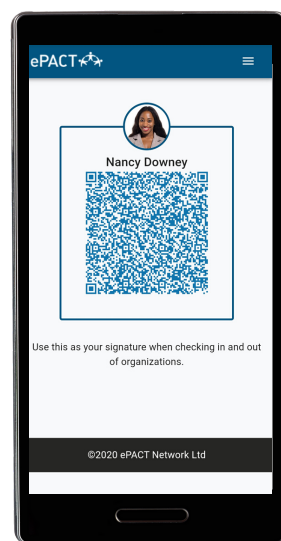 ePACT
Nancy Downey
Use this as your signature when checking in and out
of organizations.
©2020 ePACT Network Ltd